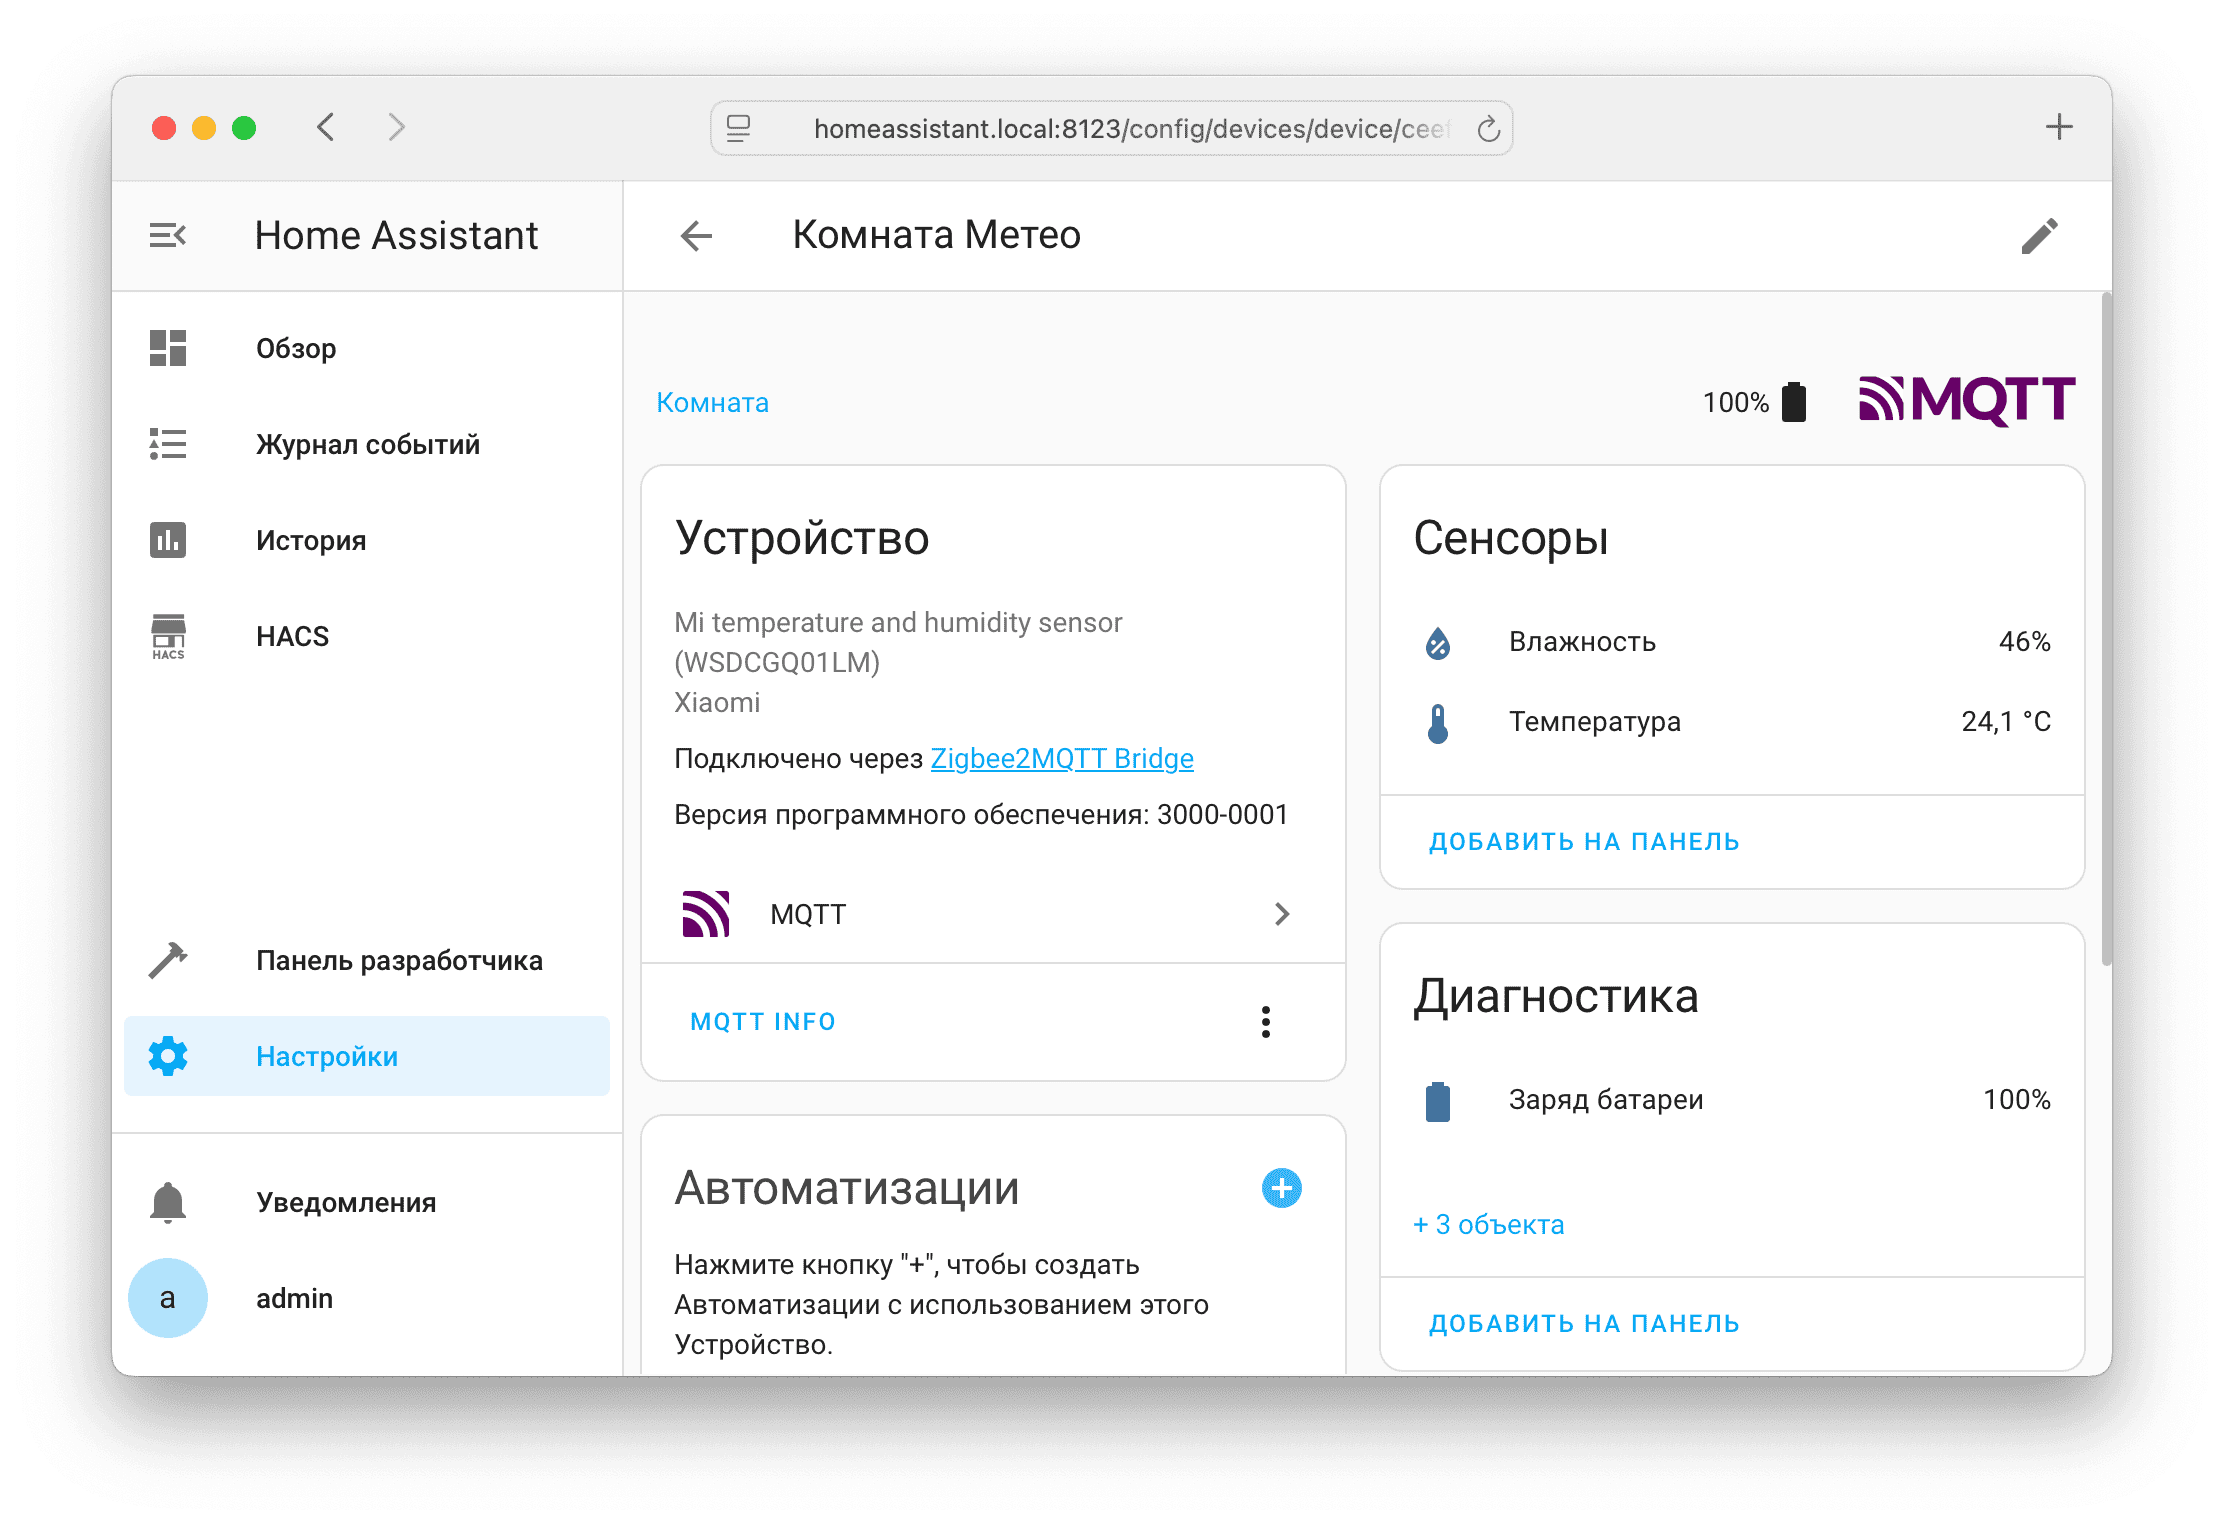 homeassistant.local:8123/config/devices/device/ceef
Home Assistant
Комната Метео
Обзор
Журнал событий
История
HACS
HACS
Панель разработчика
Настройки
Уведомления
a
admin
Комната
100%
MQTT
Устройство
Mi temperature and humidity sensor
(WSDCGQ01LM)
Xiaomi
Подключено через Zigbee2MQTT Bridge
Версия программного обеспечения: 3000-0001
MQTT
MQTT INFO
Автоматизации
Нажмите кнопку "+", чтобы создать
Автоматизации с использованием этого
Устройство.
Сенсоры
Влажность 46%
Температура 24,1 °C
ДОБАВИТЬ НА ПАНЕЛЬ
Диагностика
Заряд батареи 100%
+ 3 объекта
ДОБАВИТЬ НА ПАНЕЛЬ